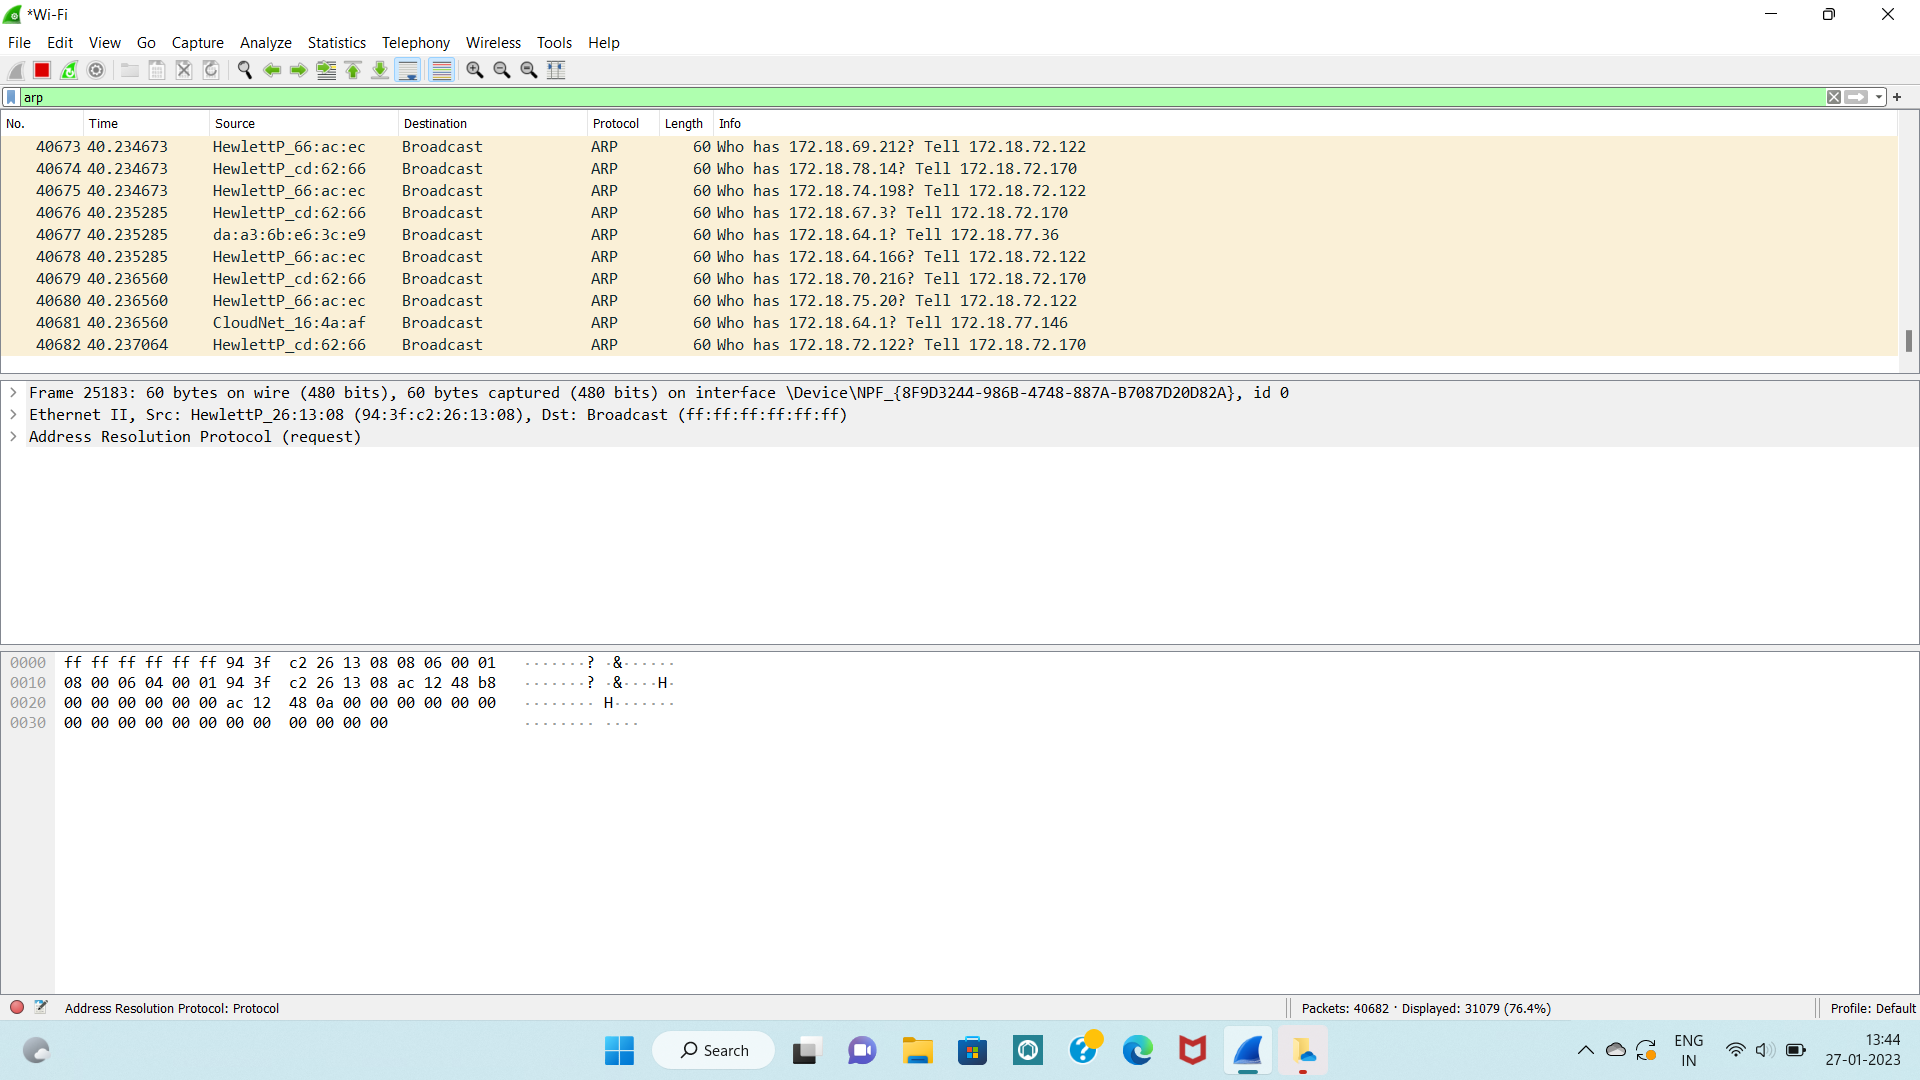 *Wi-Fi
File Edit View Go Capture Analyze Statistics Telephony Wireless Tools Help
arp
No. Time Source Destination Protocol Length Info
40673 40.234673 HewlettP_66:ac:ec Broadcast ARP 60 Who has 172.18.69.212? Tell 172.18.72.122
40674 40.234673 HewlettP_cd:62:66 Broadcast ARP 60 Who has 172.18.78.14? Tell 172.18.72.170
40675 40.234673 HewlettP_66:ac:ec Broadcast ARP 60 Who has 172.18.74.198? Tell 172.18.72.122
40676 40.235285 HewlettP_cd:62:66 Broadcast ARP 60 Who has 172.18.67.3? Tell 172.18.72.170
40677 40.235285 da:a3:6b:e6:3c:e9 Broadcast ARP 60 Who has 172.18.64.1? Tell 172.18.77.36
40678 40.235285 HewlettP_66:ac:ec Broadcast ARP 60 Who has 172.18.64.166? Tell 172.18.72.122
40679 40.236560 HewlettP_cd:62:66 Broadcast ARP 60 Who has 172.18.70.216? Tell 172.18.72.170
40680 40.236560 HewlettP_66:ac:ec Broadcast ARP 60 Who has 172.18.75.20? Tell 172.18.72.122
40681 40.236560 CloudNet_16:4a:af Broadcast ARP 60 Who has 172.18.64.1? Tell 172.18.77.146
40682 40.237064 HewlettP_cd:62:66 Broadcast ARP 60 Who has 172.18.72.122? Tell 172.18.72.170
Frame 25183: 60 bytes on wire (480 bits), 60 bytes captured (480 bits) on interface \Device\NPF_{8F9D3244-986B-4748-887A-B7087D20D82A}, id 0
Ethernet II, Src: HewlettP_26:13:08 (94:3f:c2:26:13:08), Dst: Broadcast (ff:ff:ff:ff:ff:ff)
Address Resolution Protocol (request)
0000 ff ff ff ff ff ff 94 3f c2 26 13 08 08 06 00 01 ·······? ·&······
0010 08 00 06 04 00 01 94 3f c2 26 13 08 ac 12 48 b8 ·······? ·&····H·
0020 00 00 00 00 00 00 ac 12 48 0a 00 00 00 00 00 00 ········ H·······
0030 00 00 00 00 00 00 00 00 00 00 00 00 ········ ····
Address Resolution Protocol: Protocol
Packets: 40682 · Displayed: 31079 (76.4%)
Profile: Default
Search
ENG
IN
13:44
27-01-2023